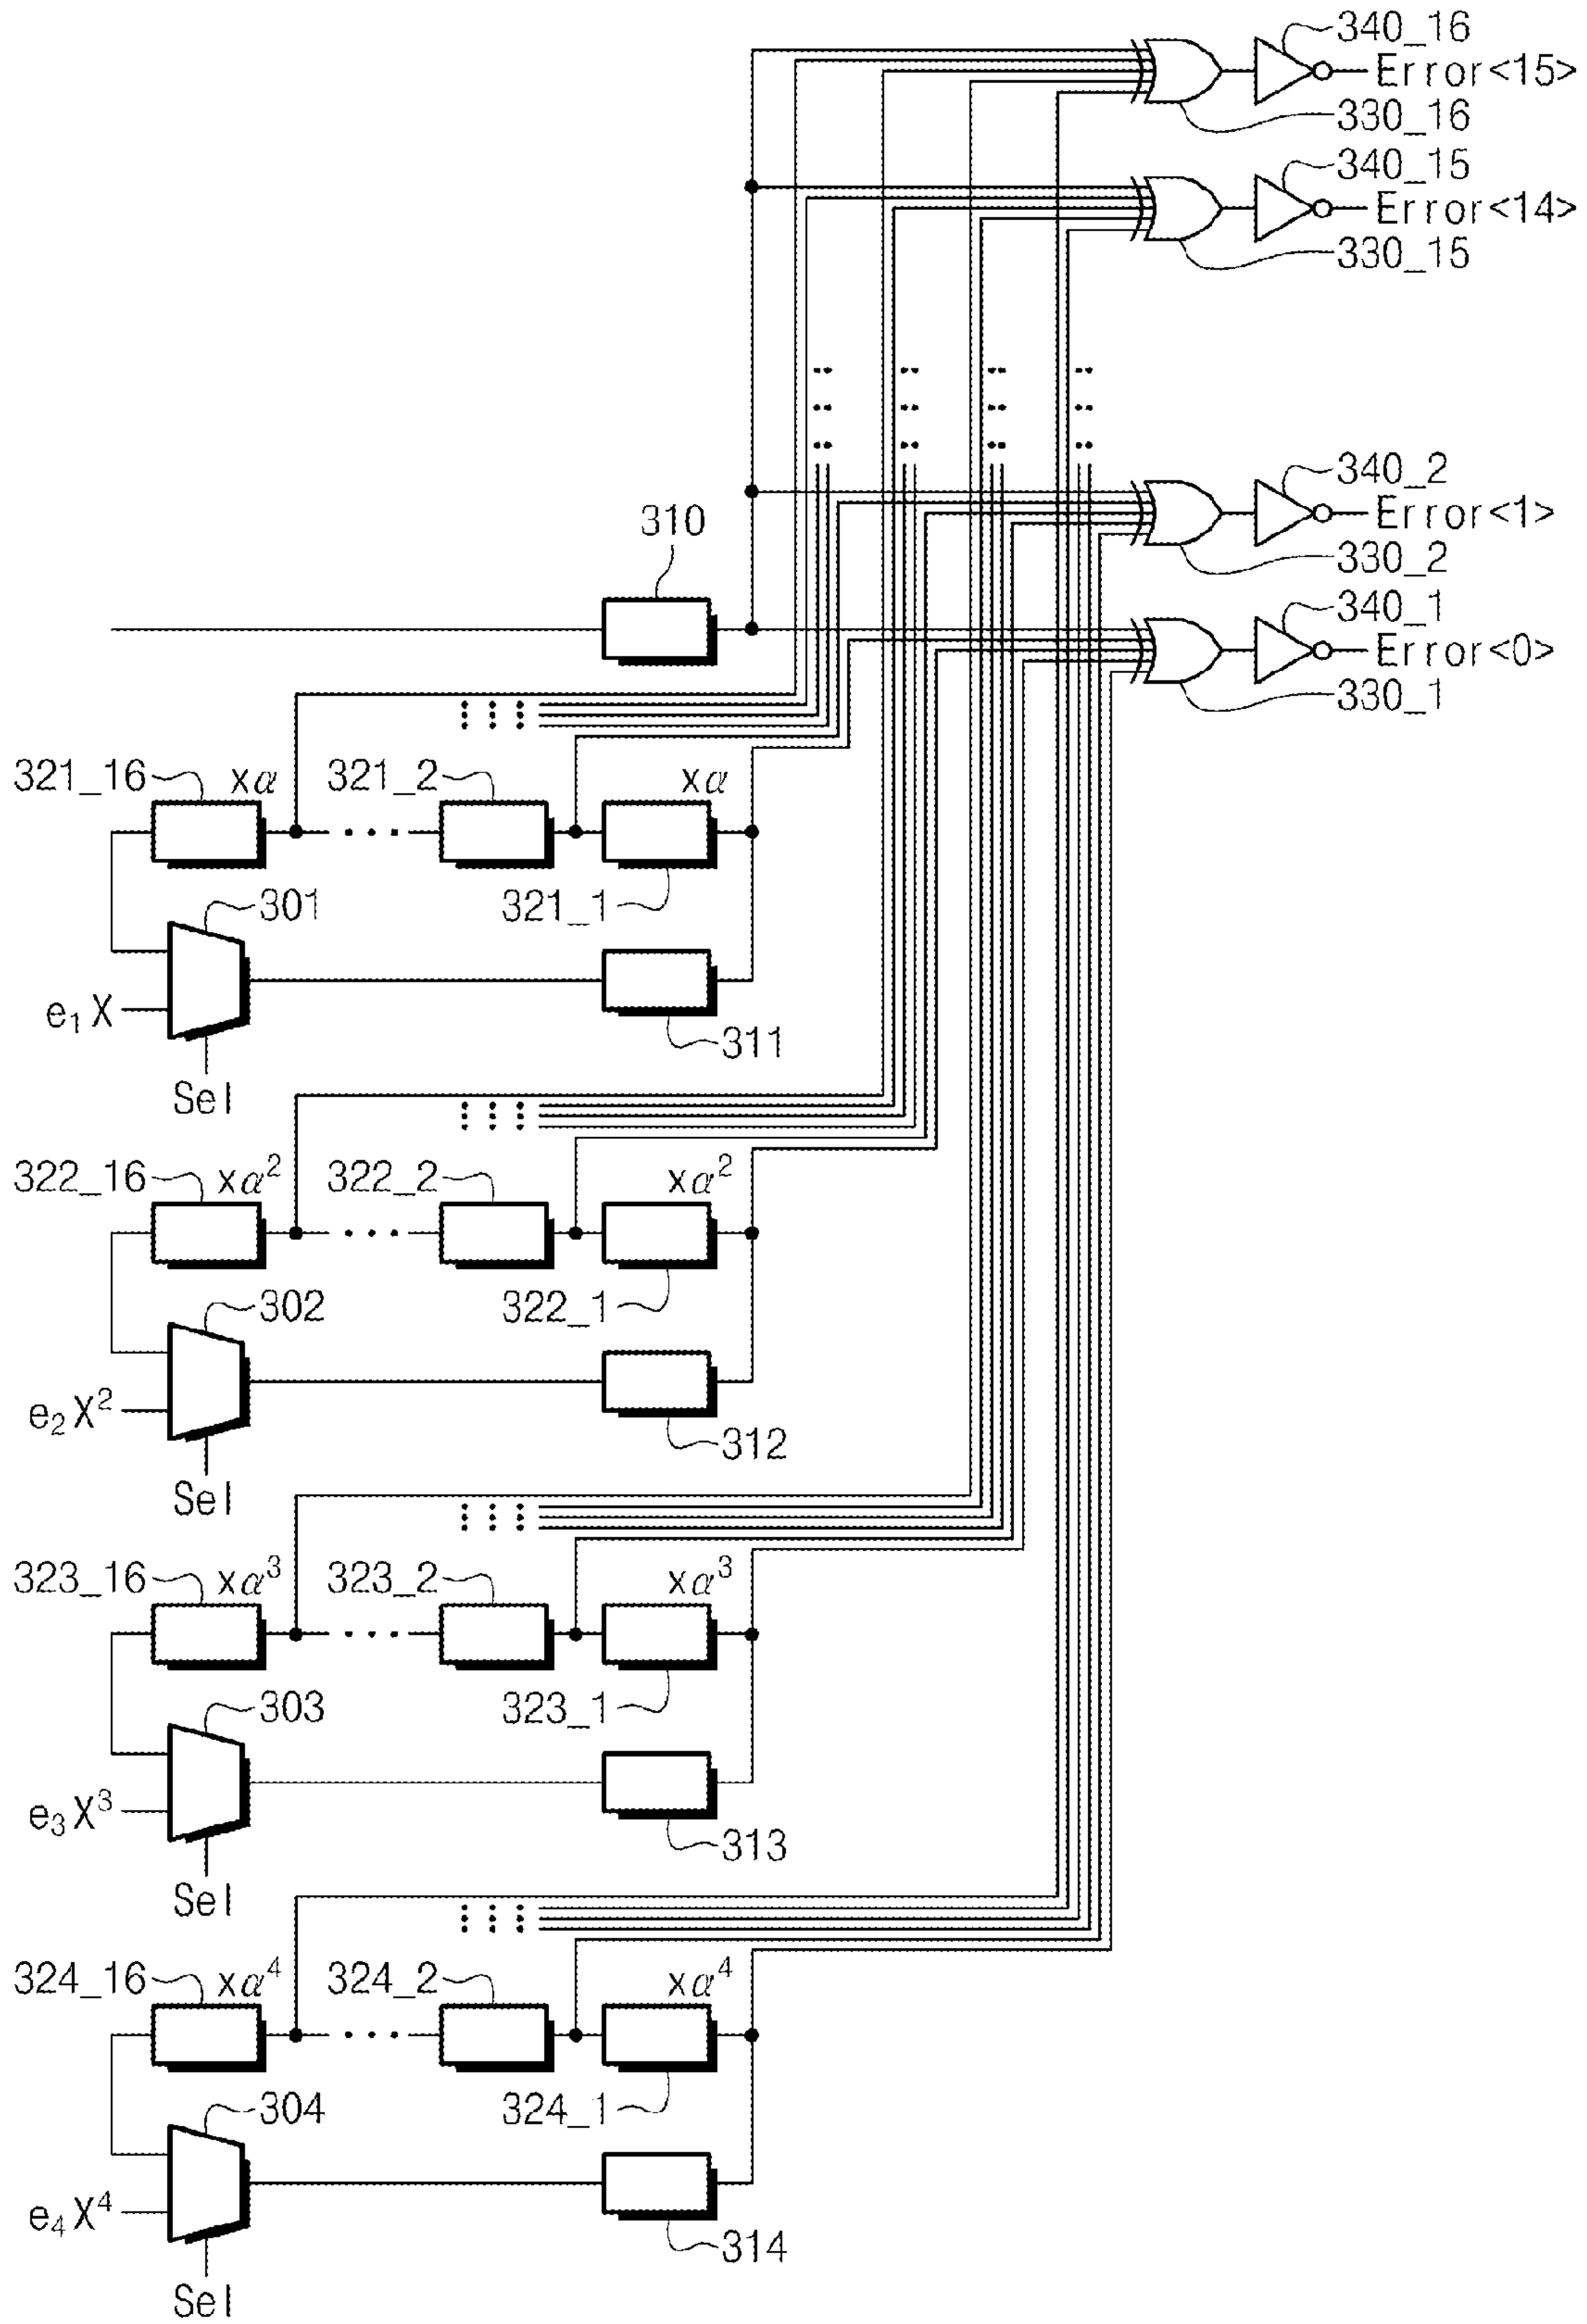 340_16
Error<15>
330_16
340_15
Error<14>
330_15
340_2
Error<1>
330_2
310
340_1
Error<0>
330_1
321_16 xα 321_2 xα
321_1
301
e₁X
311
Sel
322_16 xα² 322_2 xα²
322_1
302
e₂X²
312
Sel
323_16 xα³ 323_2 xα³
323_1
303
e₃X³
313
Sel
324_16 xα⁴ 324_2 xα⁴
324_1
304
e₄X⁴
314
Sel